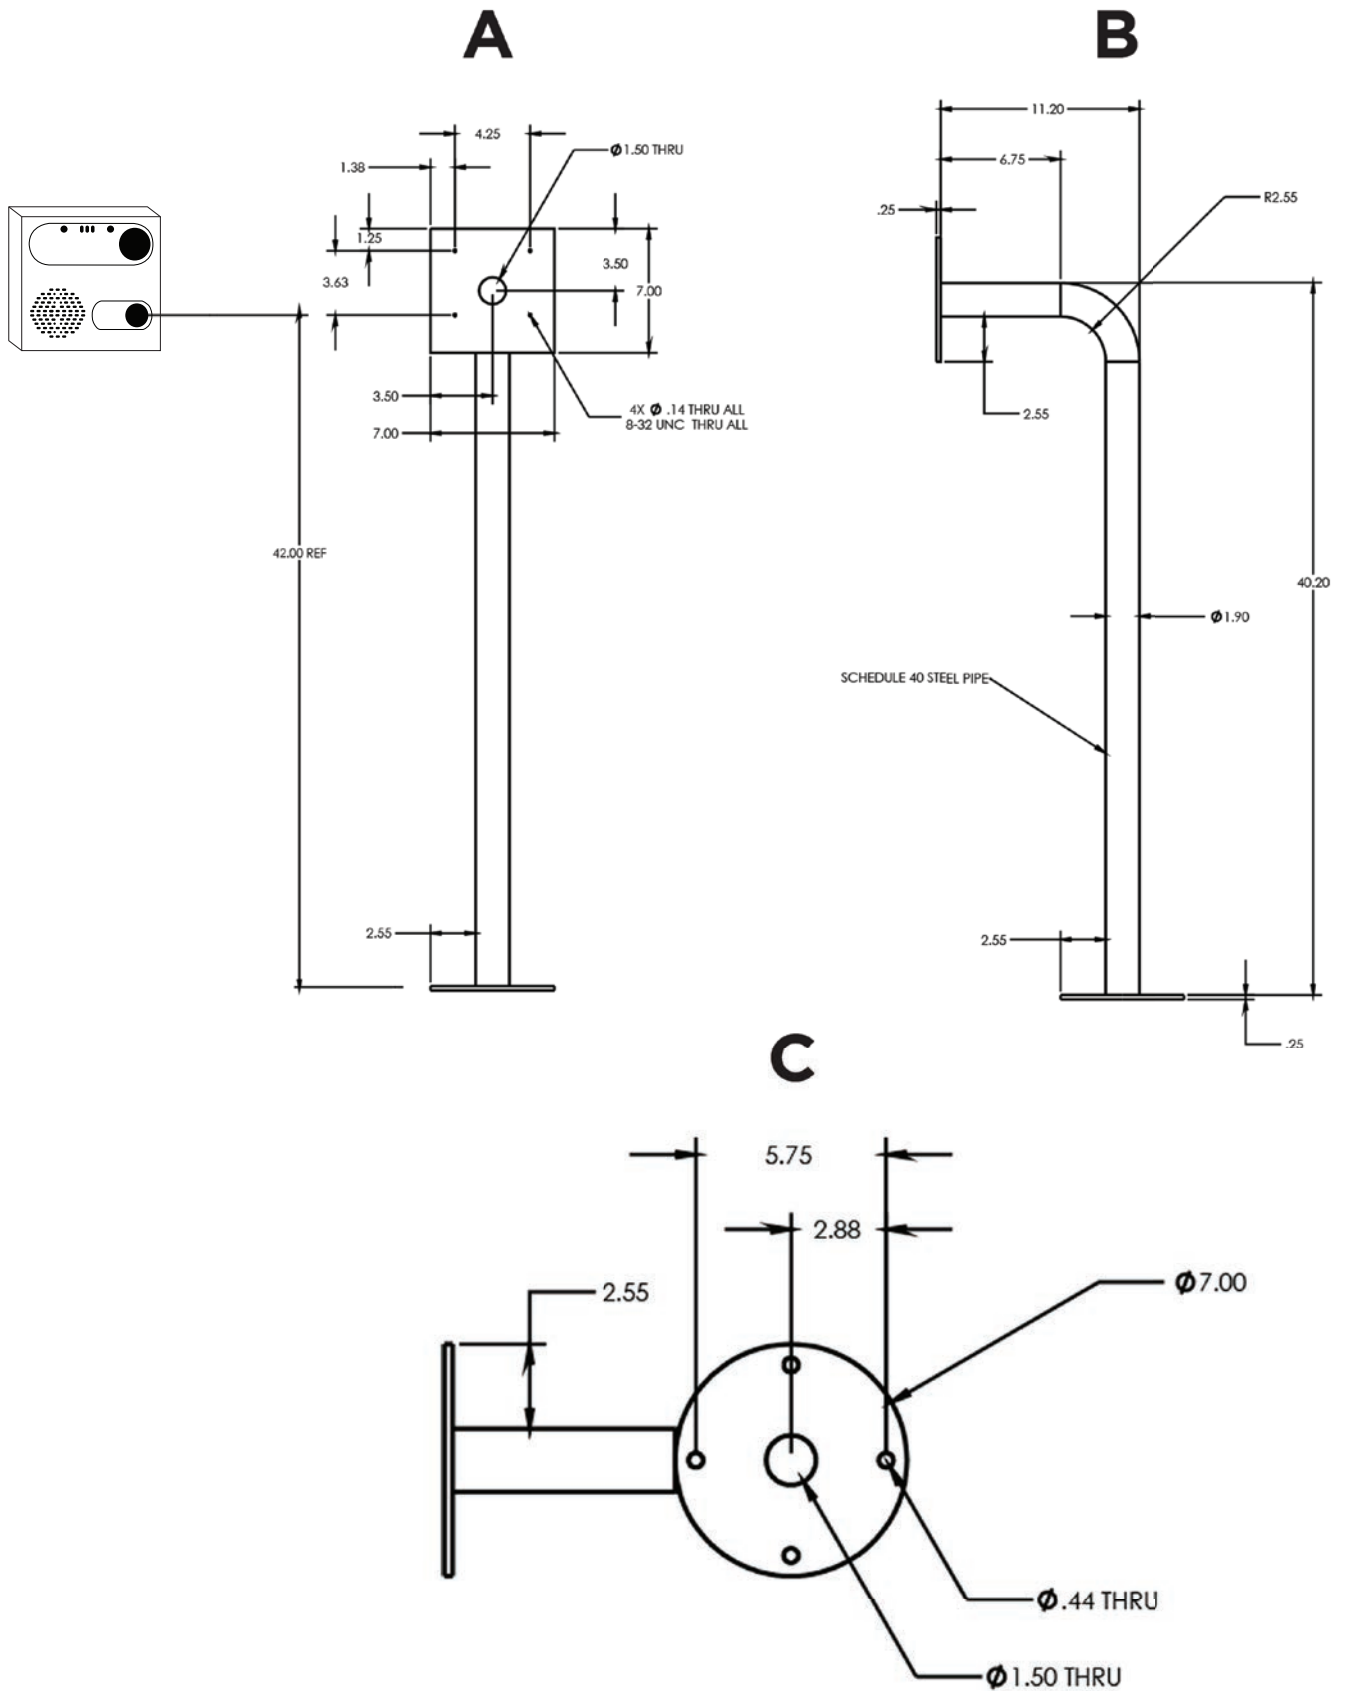 A
B
4.25
Ø1.50 THRU
1.38
1.25
3.63
3.50
7.00
3.50
7.00
4X Ø .14 THRU ALL
8-32 UNC THRU ALL
42.00 REF
2.55
11.20
6.75
.25
R2.55
2.55
40.20
Ø1.90
SCHEDULE 40 STEEL PIPE
2.55
.25
C
5.75
2.88
2.55
Ø7.00
Ø.44 THRU
Ø1.50 THRU